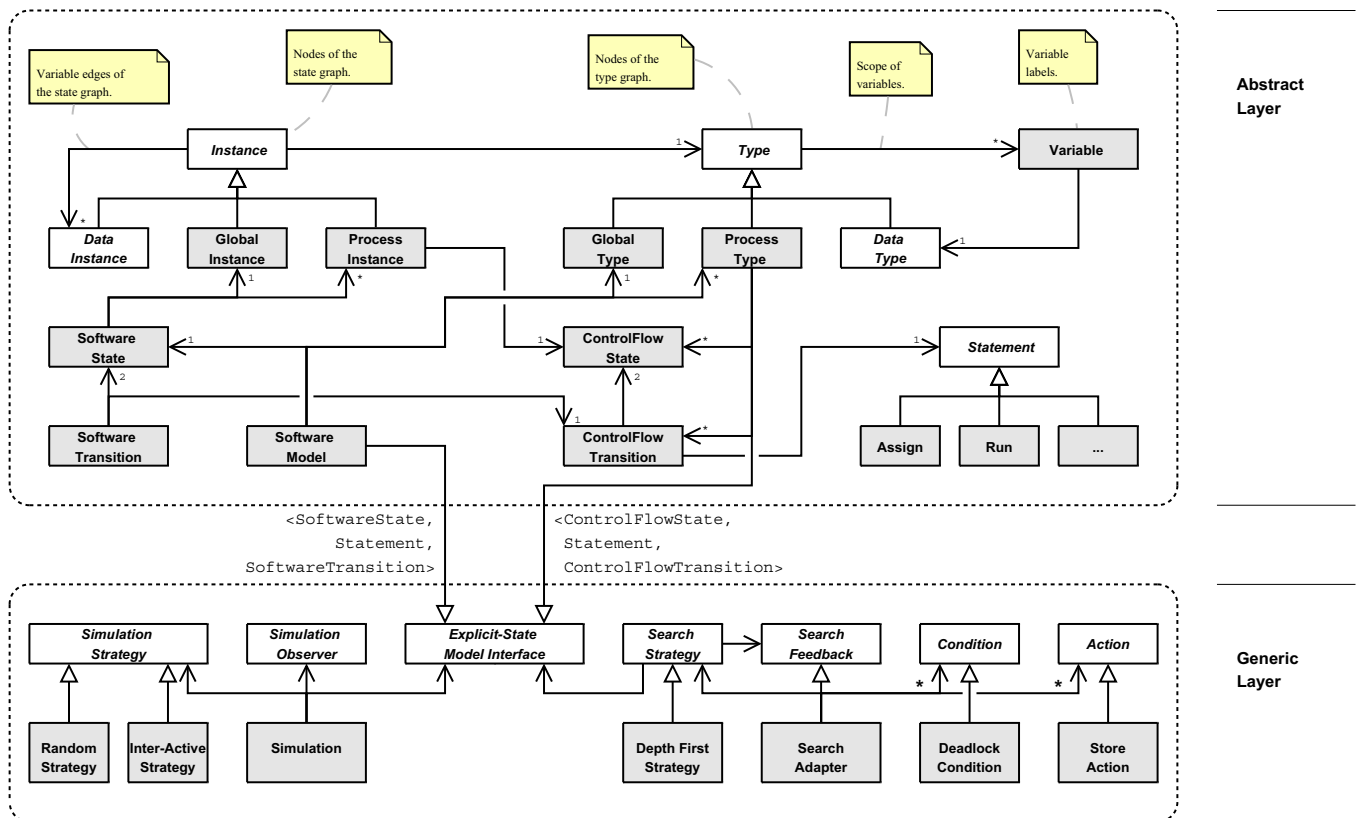 Variable edges of
the state graph.
Nodes of the
state graph.
Nodes of the
type graph.
Scope of
variables.
Variable
labels.
Abstract
Layer
Instance
1
Type
*
Variable
*
Data
Instance
Global
Instance
Process
Instance
Global
Type
Process
Type
Data
Type
1
1
*
1
*
Software
State
1
1
ControlFlow
State
*
1
Statement
2
2
1
*
Software
Transition
Software
Model
ControlFlow
Transition
Assign
Run
...
<SoftwareState,
Statement,
SoftwareTransition>
<ControlFlowState,
Statement,
ControlFlowTransition>
Simulation
Strategy
Simulation
Observer
Explicit-State
Model Interface
Search
Strategy
Search
Feedback
Condition
Action
Generic
Layer
*
*
Random
Strategy
Inter-Active
Strategy
Simulation
Depth First
Strategy
Search
Adapter
Deadlock
Condition
Store
Action